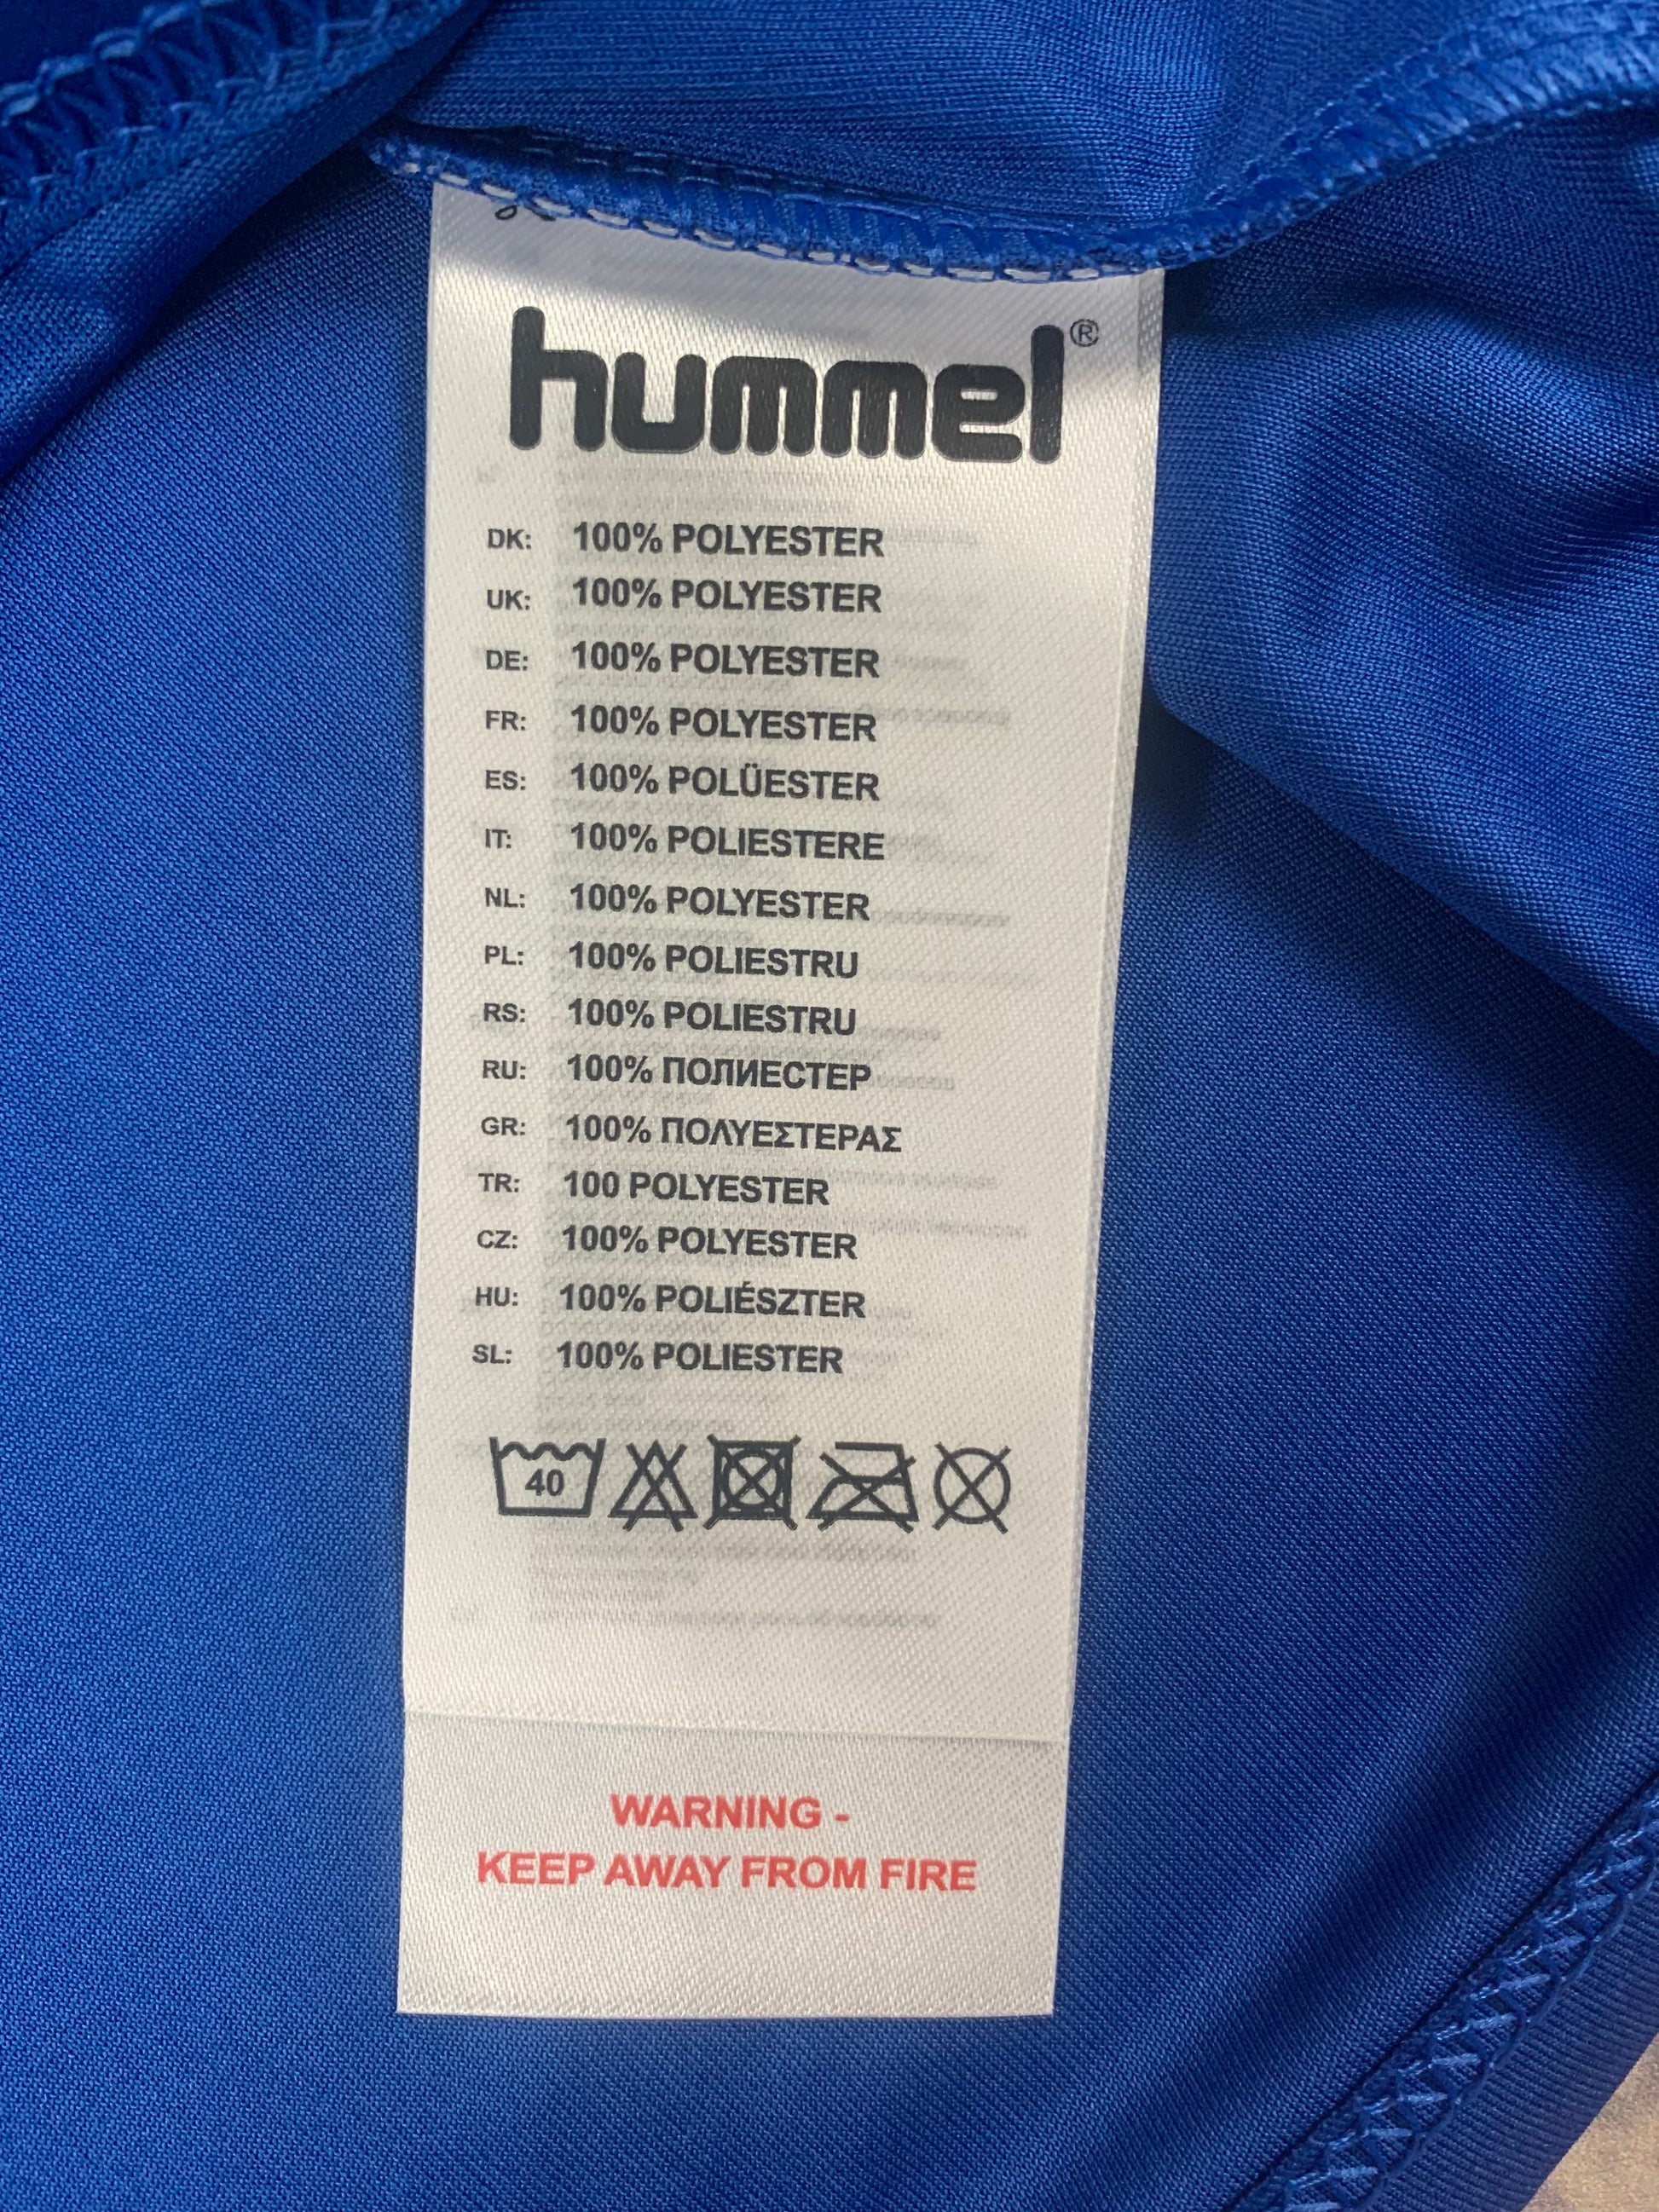 hummel®
DK: 100% POLYESTER
UK: 100% POLYESTER
DE: 100% POLYESTER
FR: 100% POLYESTER
ES: 100% POLÜESTER
IT: 100% POLIESTERE
NL: 100% POLYESTER
PL: 100% POLIESTRU
RS: 100% POLIESTRU
RU: 100% ПОЛИЕСТЕР
GR: 100% ΠΟΛΥΕΣΤΕΡΑΣ
TR: 100 POLYESTER
CZ: 100% POLYESTER
HU: 100% POLIÉSZTER
SL: 100% POLIESTER
40
WARNING -
KEEP AWAY FROM FIRE